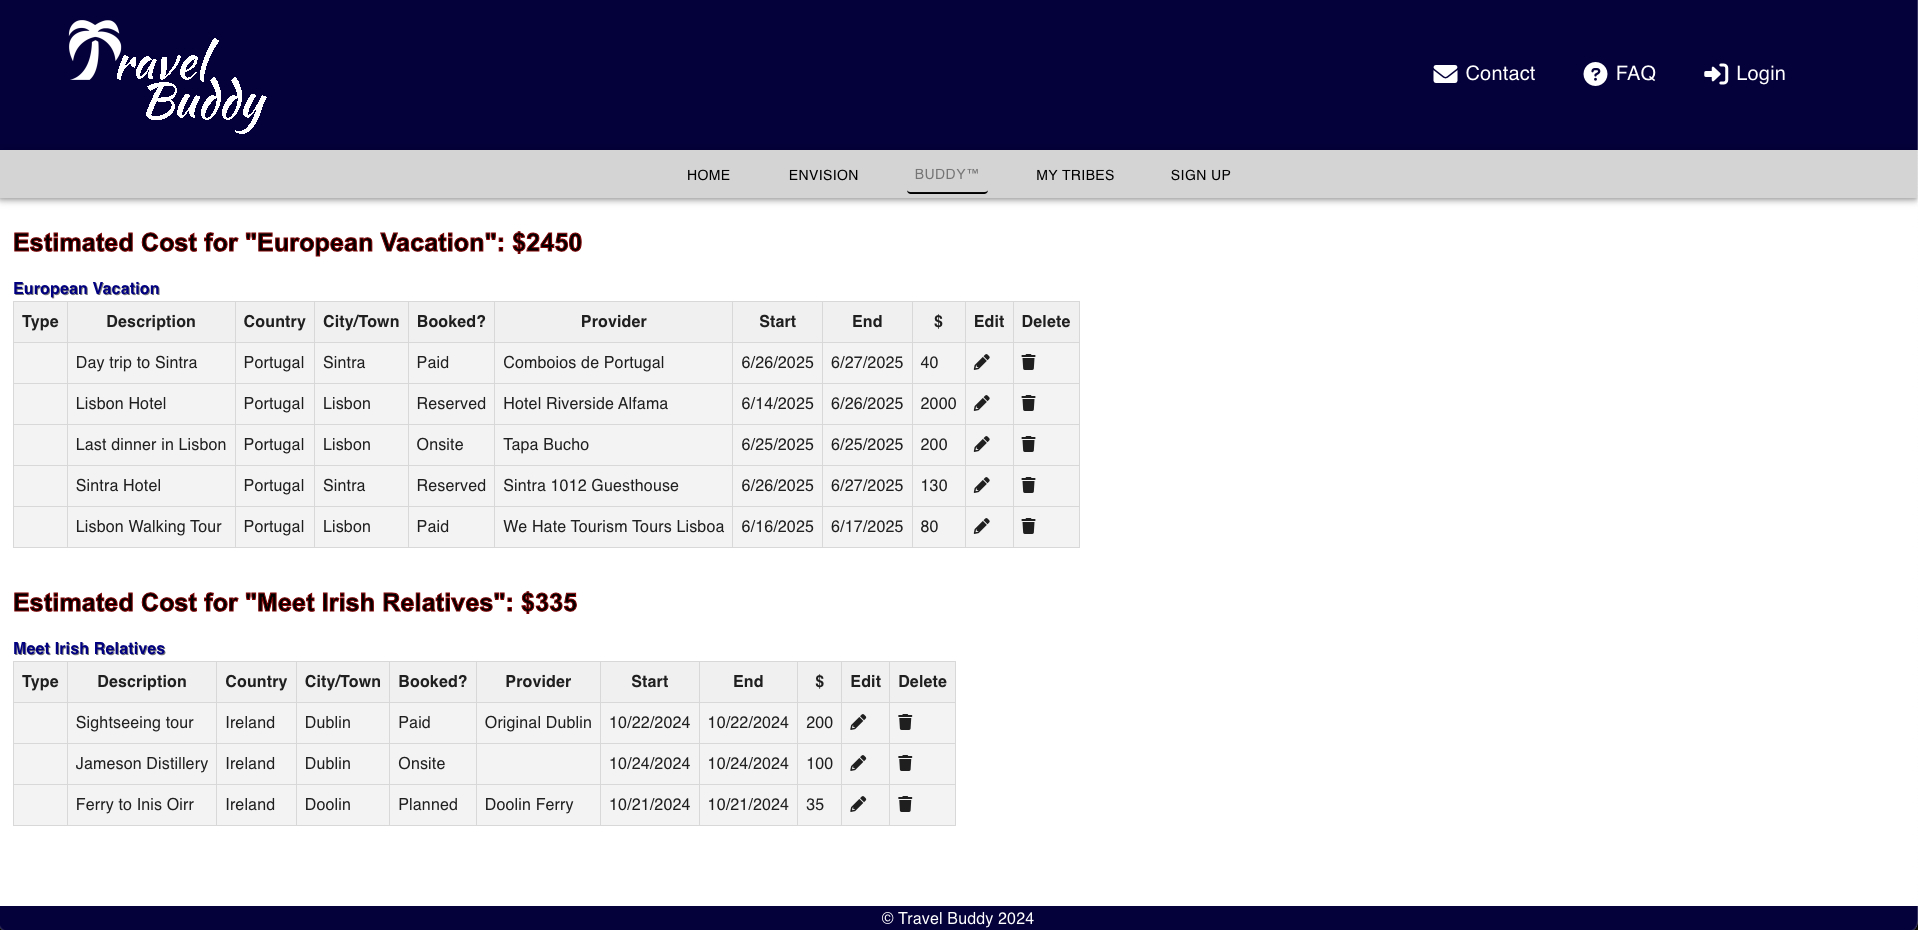 Travel
Buddy
Contact FAQ Login
HOME ENVISION BUDDY™ MY TRIBES SIGN UP
Estimated Cost for "European Vacation": $2450
European Vacation
Type Description Country City/Town Booked? Provider Start End $ Edit Delete
Day trip to Sintra Portugal Sintra Paid Comboios de Portugal 6/26/2025 6/27/2025 40
Lisbon Hotel Portugal Lisbon Reserved Hotel Riverside Alfama 6/14/2025 6/26/2025 2000
Last dinner in Lisbon Portugal Lisbon Onsite Tapa Bucho 6/25/2025 6/25/2025 200
Sintra Hotel Portugal Sintra Reserved Sintra 1012 Guesthouse 6/26/2025 6/27/2025 130
Lisbon Walking Tour Portugal Lisbon Paid We Hate Tourism Tours Lisboa 6/16/2025 6/17/2025 80
Estimated Cost for "Meet Irish Relatives": $335
Meet Irish Relatives
Type Description Country City/Town Booked? Provider Start End $ Edit Delete
Sightseeing tour Ireland Dublin Paid Original Dublin 10/22/2024 10/22/2024 200
Jameson Distillery Ireland Dublin Onsite 10/24/2024 10/24/2024 100
Ferry to Inis Oirr Ireland Doolin Planned Doolin Ferry 10/21/2024 10/21/2024 35
© Travel Buddy 2024